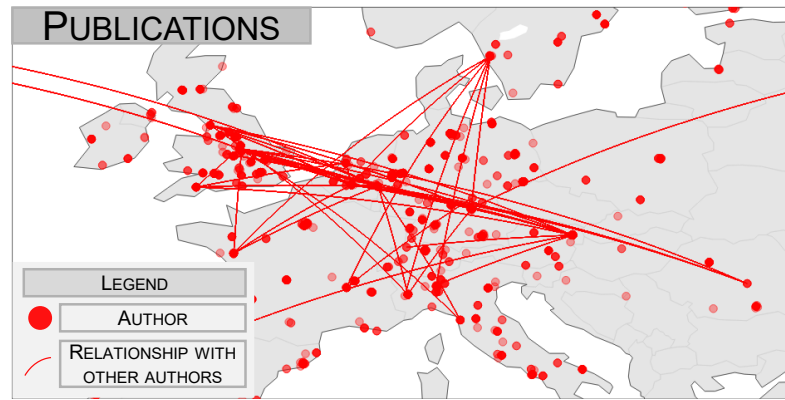 PUBLICATIONS
LEGEND
AUTHOR
RELATIONSHIP WITH
OTHER AUTHORS